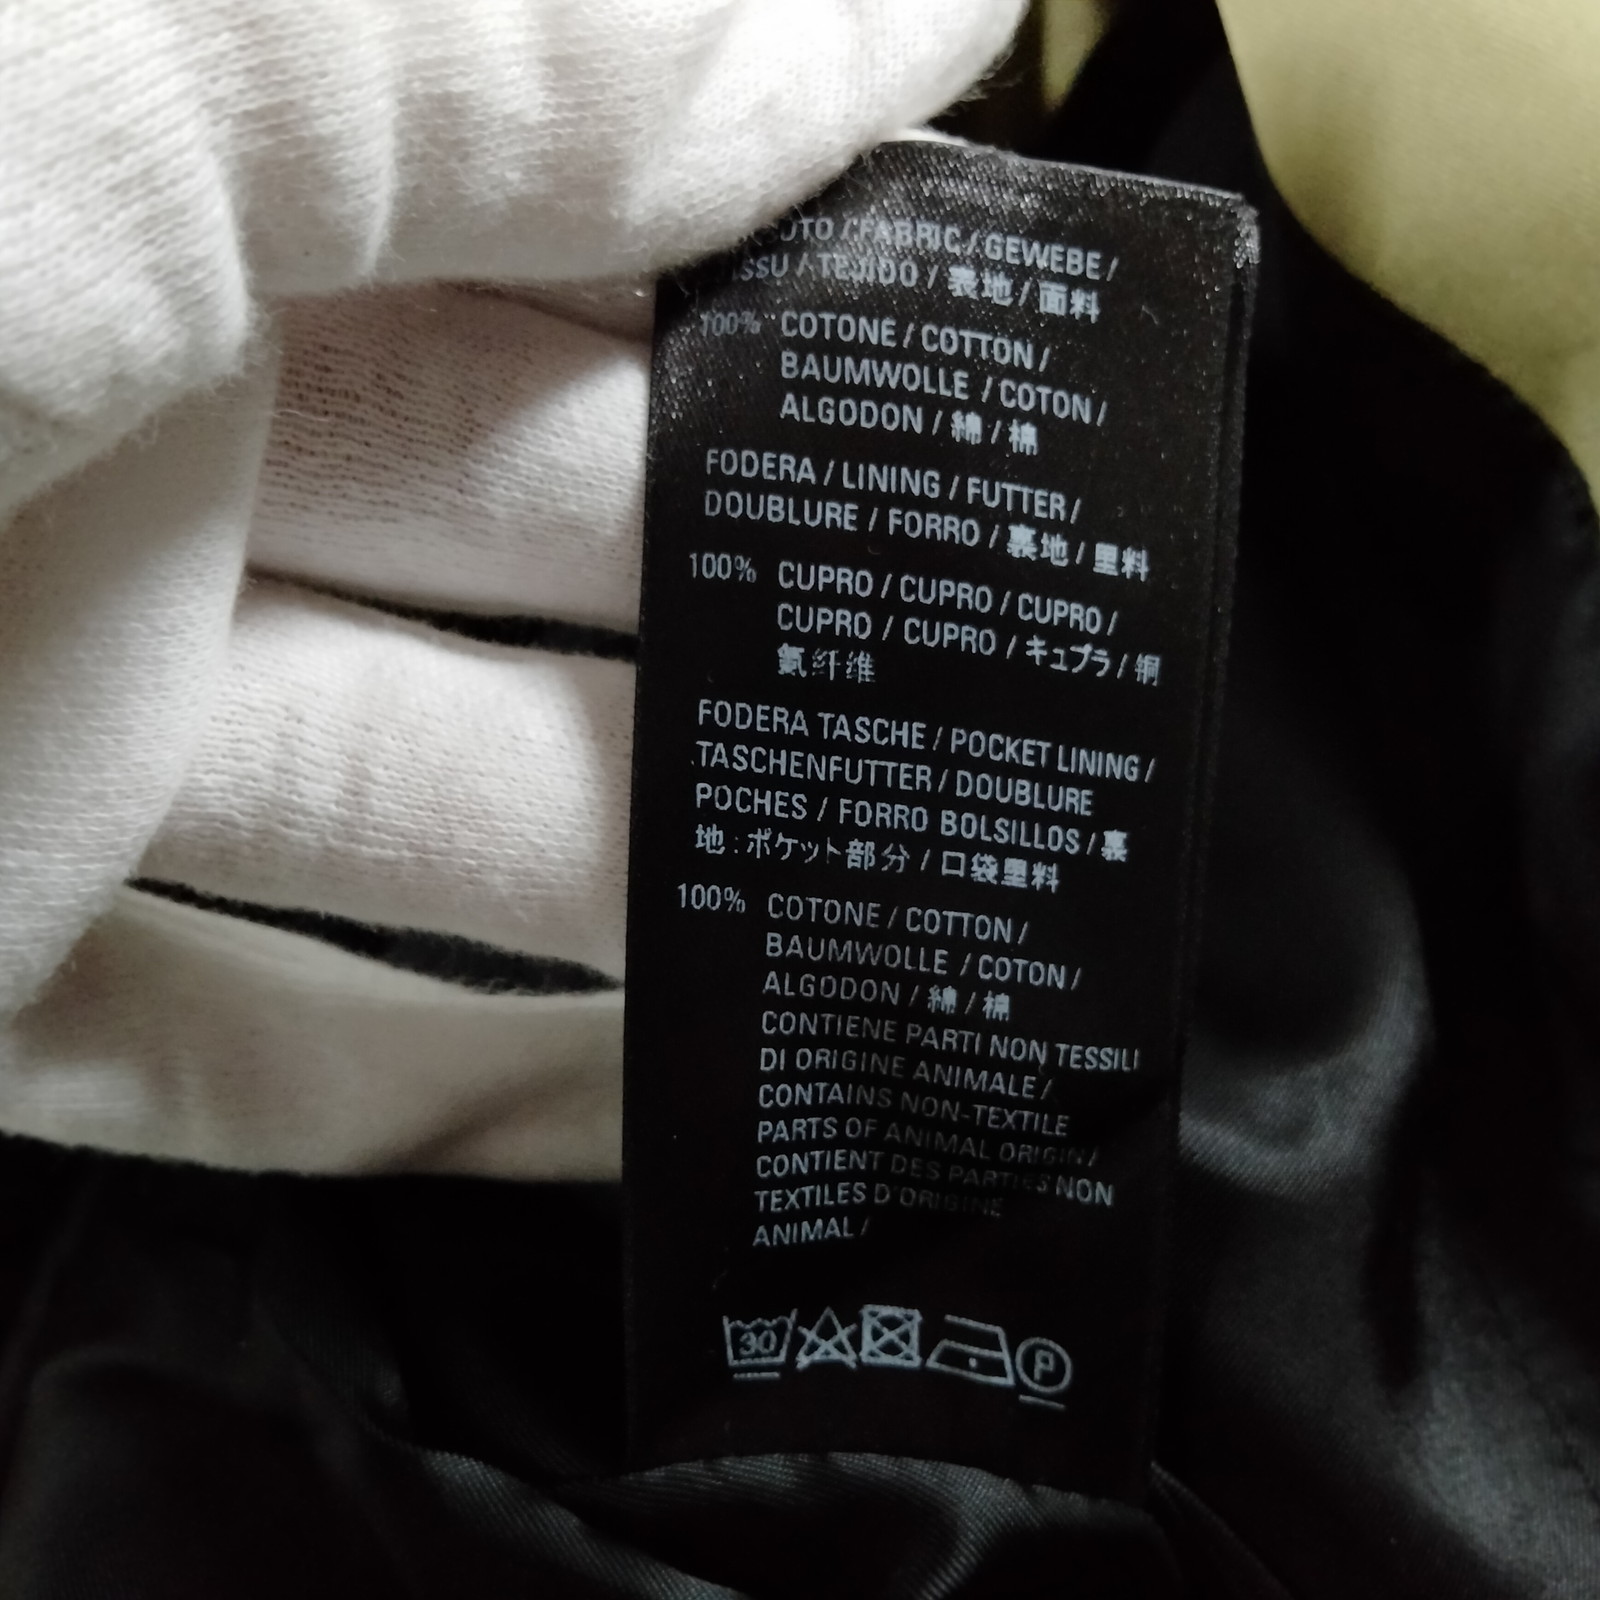 / FABRIC / GEWEBE /
/ TEJIDO / 表地 / 面料
100% COTONE / COTTON /
BAUMWOLLE / COTON /
ALGODON / 綿 / 棉
FODERA / LINING / FUTTER /
DOUBLURE / FORRO / 裏地 / 里料
100% CUPRO / CUPRO / CUPRO /
CUPRO / CUPRO / キュプラ / 铜
氨纤维
FODERA TASCHE / POCKET LINING /
TASCHENFUTTER / DOUBLURE
POCHES / FORRO BOLSILLOS / 裏
地:ポケット部分 / 口袋里料
100% COTONE / COTTON /
BAUMWOLLE / COTON /
ALGODON / 綿 / 棉
CONTIENE PARTI NON TESSILI
DI ORIGINE ANIMALE /
CONTAINS NON-TEXTILE
PARTS OF ANIMAL ORIGIN /
CONTIENT DES PARTIES NON
TEXTILES D'ORIGINE
ANIMAL /
30 P